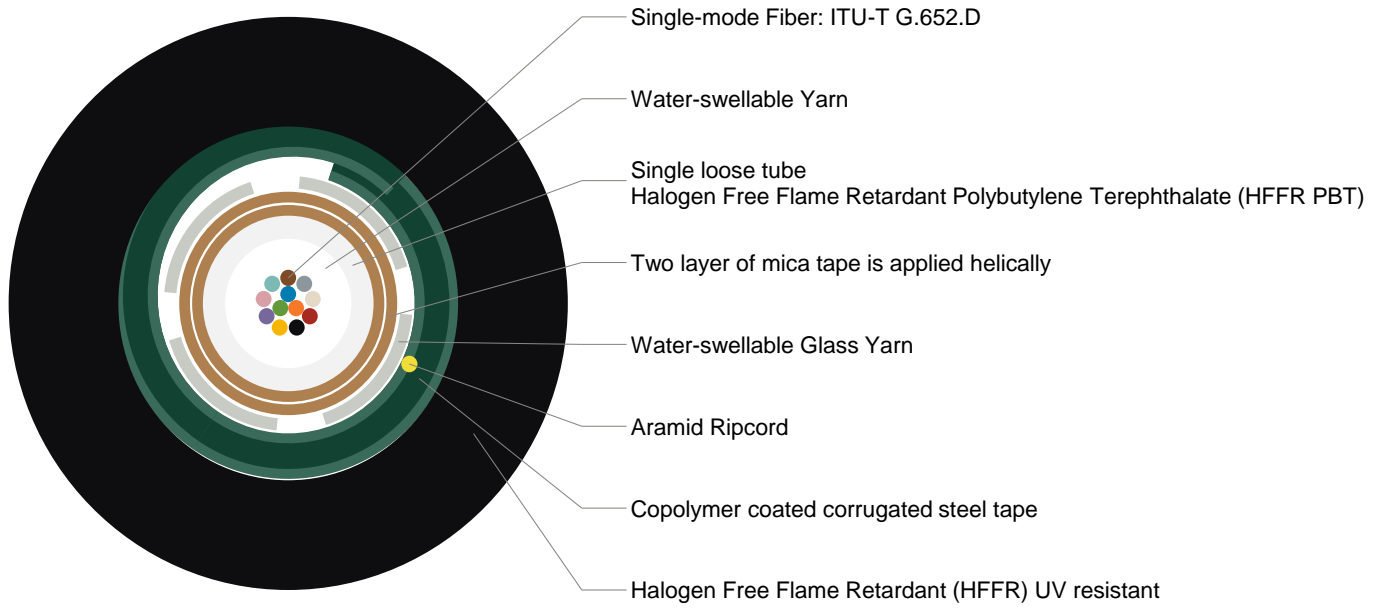 Single-mode Fiber: ITU-T G.652.D
Water-swellable Yarn
Single loose tube
Halogen Free Flame Retardant Polybutylene Terephthalate (HFFR PBT)
Two layer of mica tape is applied helically
Water-swellable Glass Yarn
Aramid Ripcord
Copolymer coated corrugated steel tape
Halogen Free Flame Retardant (HFFR) UV resistant